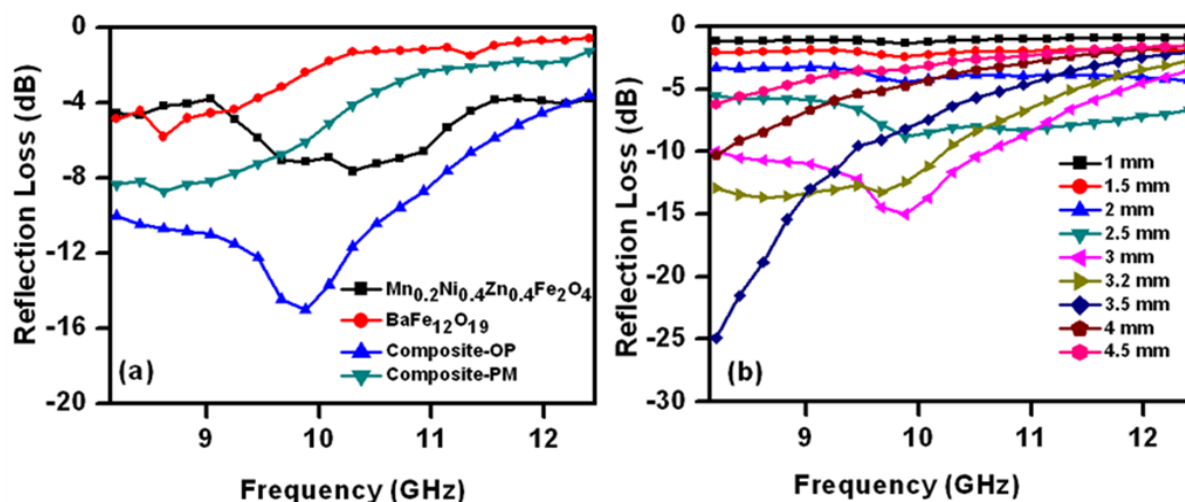 0
-4
-8
-12
-16
-20
Reflection Loss (dB)
Mn0.2Ni0.4Zn0.4Fe2O4
BaFe12O19
Composite-OP
Composite-PM
(a)
9 10 11 12
Frequency (GHz)
0
-5
-10
-15
-20
-25
-30
Reflection Loss (dB)
1 mm
1.5 mm
2 mm
2.5 mm
3 mm
3.2 mm
3.5 mm
4 mm
4.5 mm
(b)
9 10 11 12
Frequency (GHz)